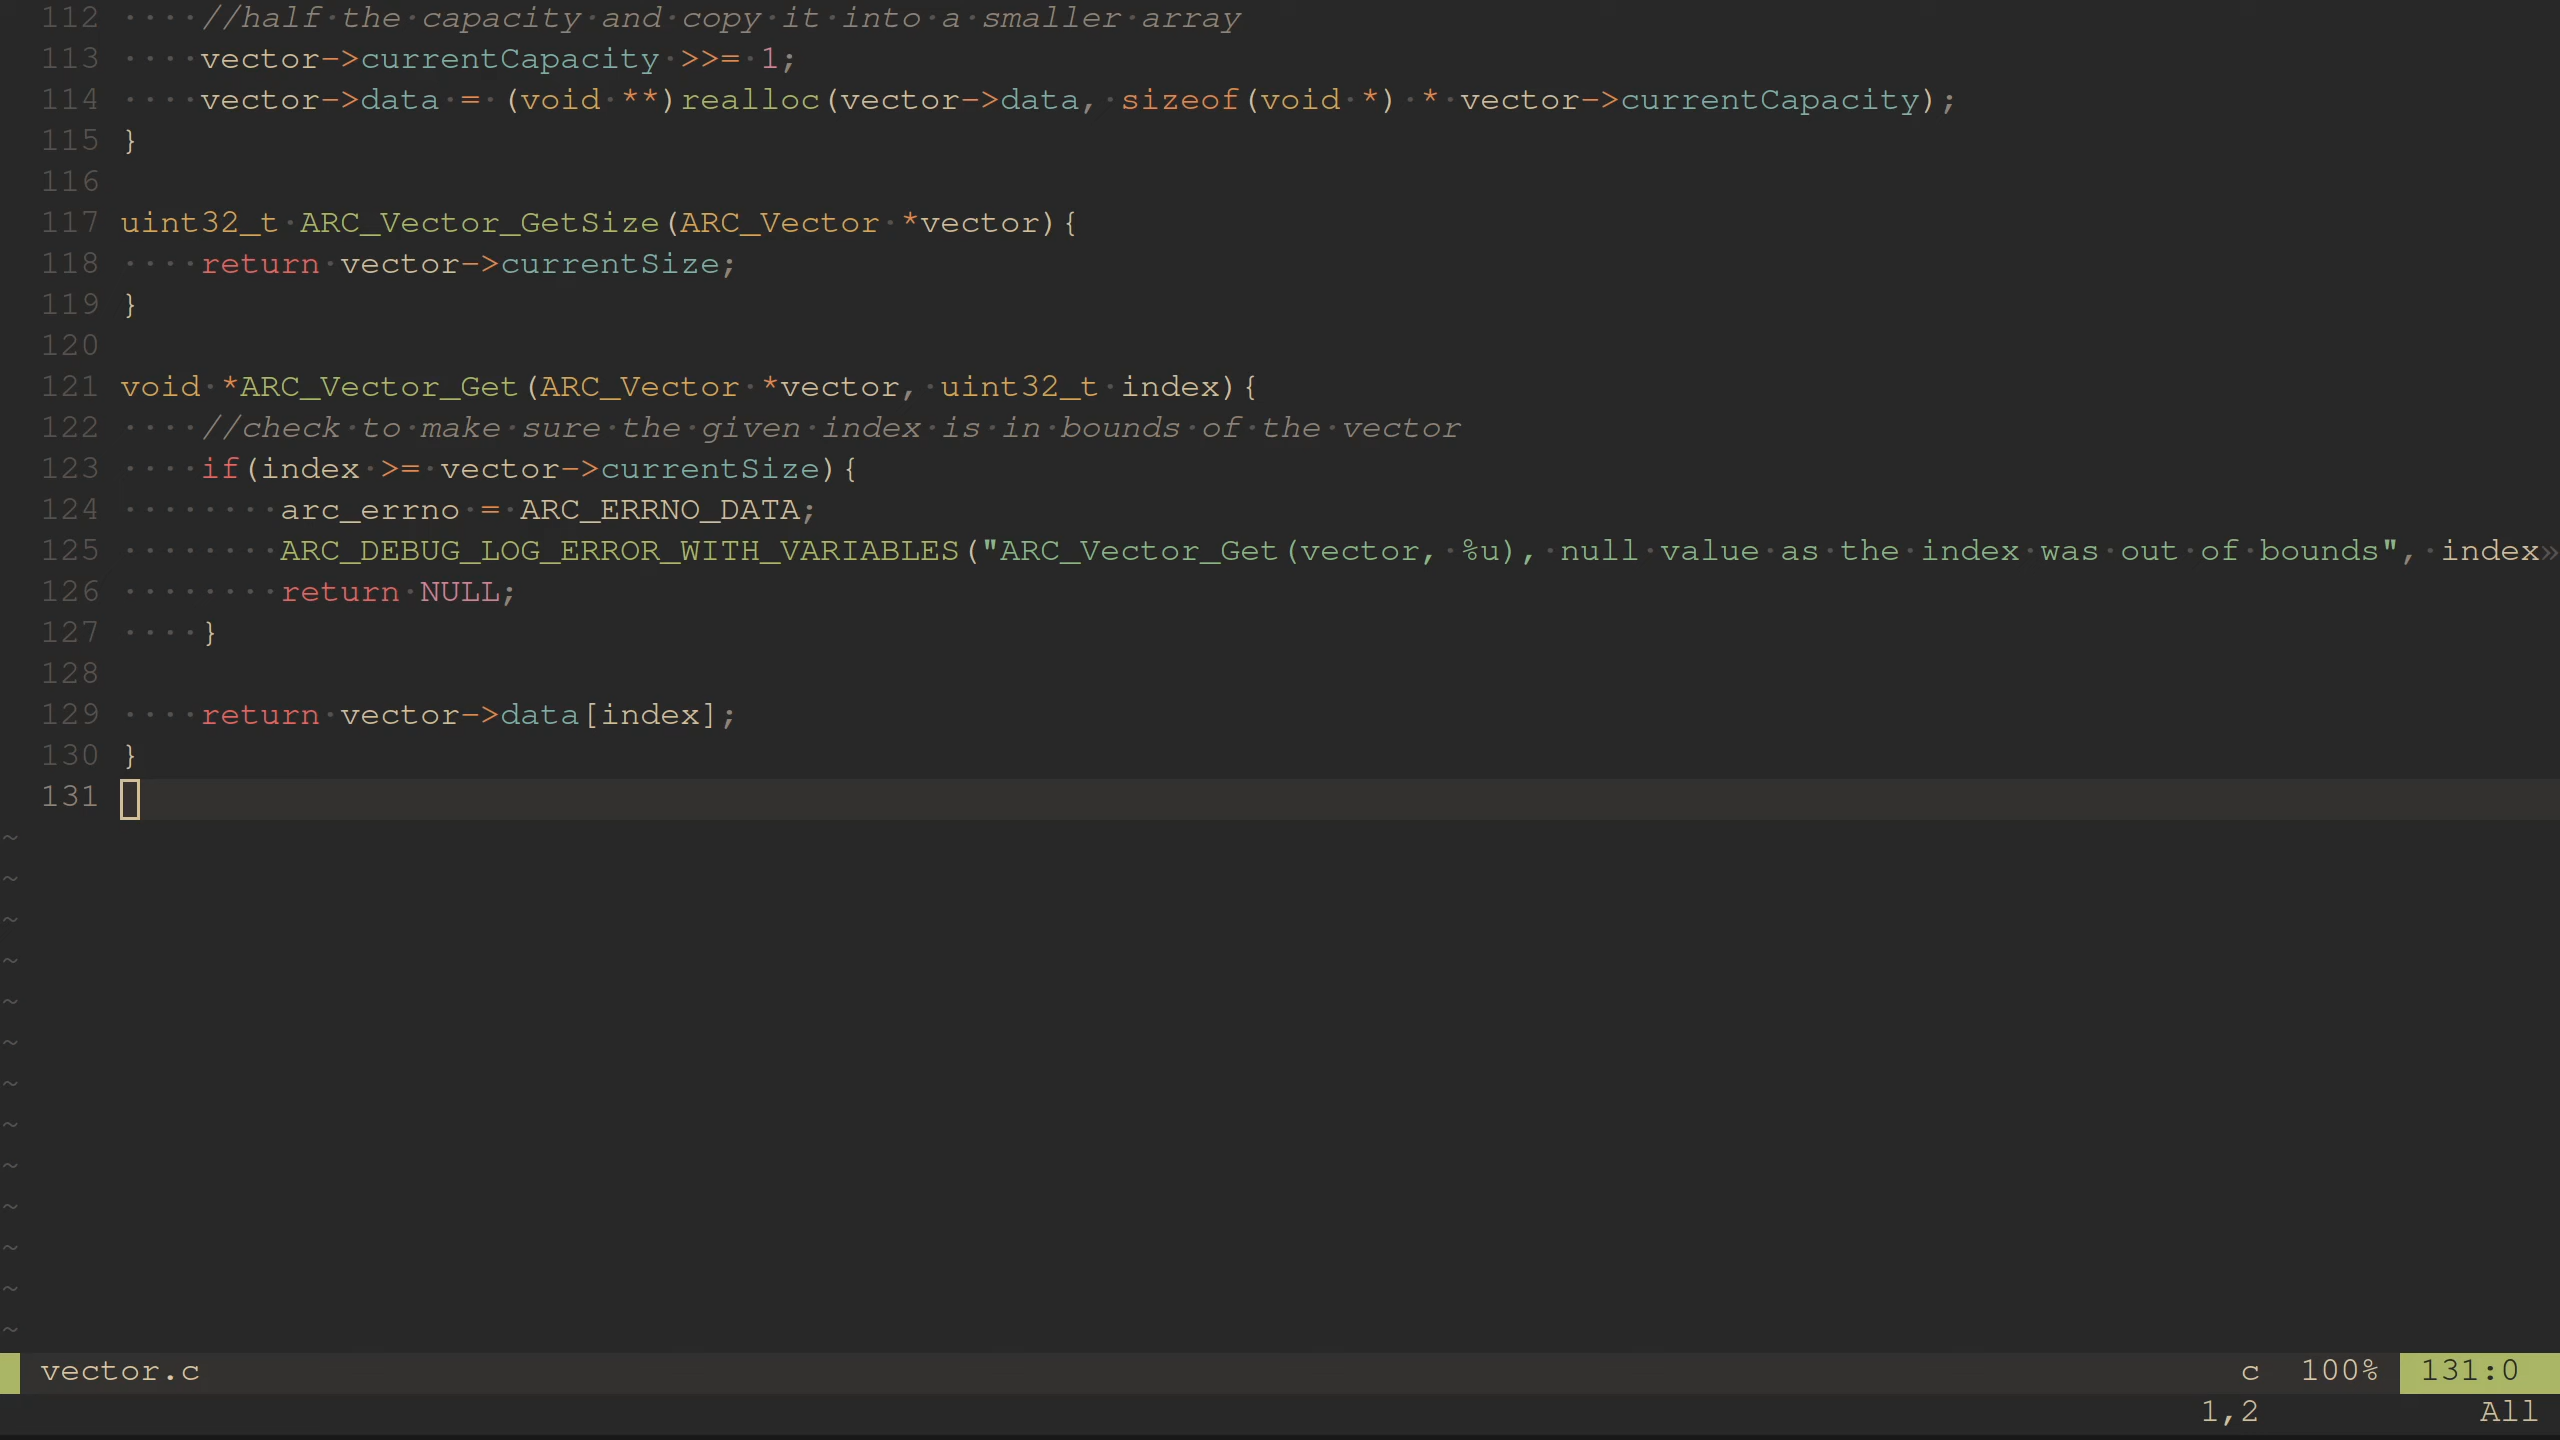 112 ····//half·the·capacity·and·copy·it·into·a·smaller·array
113 ····vector->currentCapacity·>>=·1;
114 ····vector->data·=·(void·**)realloc(vector->data,·sizeof(void·*)·*·vector->currentCapacity);
115 }
116
117 uint32_t·ARC_Vector_GetSize(ARC_Vector·*vector){
118 ····return·vector->currentSize;
119 }
120
121 void·*ARC_Vector_Get(ARC_Vector·*vector,·uint32_t·index){
122 ····//check·to·make·sure·the·given·index·is·in·bounds·of·the·vector
123 ····if(index·>=·vector->currentSize){
124 ········arc_errno·=·ARC_ERRNO_DATA;
125 ········ARC_DEBUG_LOG_ERROR_WITH_VARIABLES("ARC_Vector_Get(vector,·%u),·null·value·as·the·index·was·out·of·bounds",·index»
126 ········return·NULL;
127 ····}
128
129 ····return·vector->data[index];
130 }
131
~
~
~
~
~
~
~
~
~
~
~
~
~
vector.c c 100% 131:0
1,2 All